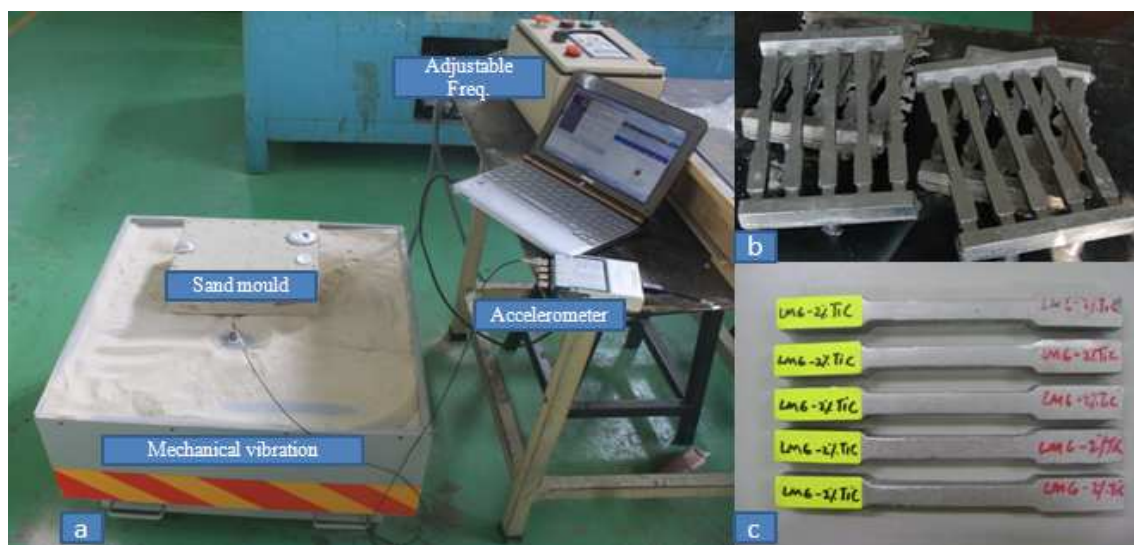 Adjustable
Freq.
Sand mould
Accelerometer
Mechanical vibration
a
b
c
LM6-2%TiC LM6-2%TiC
LM6-2%TiC LM6-2%TiC
LM6-2%TiC LM6-2%TiC
LM6-2%TiC LM6-2%TiC
LM6-2%TiC LM6-2%TiC